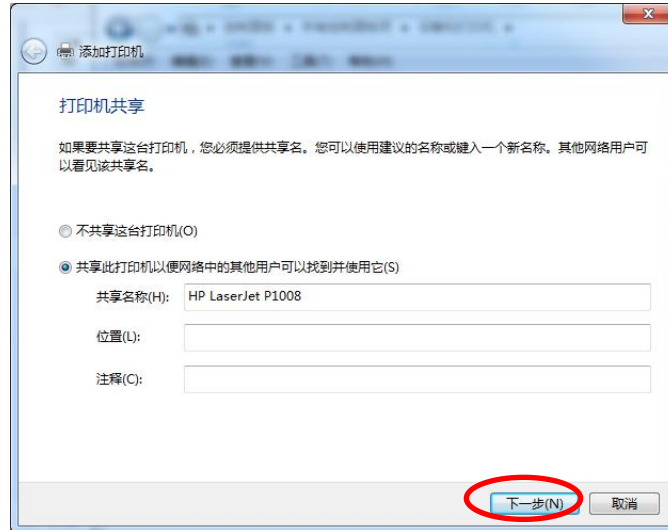 添加打印机
打印机共享
如果要共享这台打印机，您必须提供共享名。您可以使用建议的名称或键入一个新名称。其他网络用户可
以看见该共享名。
不共享这台打印机(O)
共享此打印机以便网络中的其他用户可以找到并使用它(S)
共享名称(H): HP LaserJet P1008
位置(L):
注释(C):
下一步(N) 取消